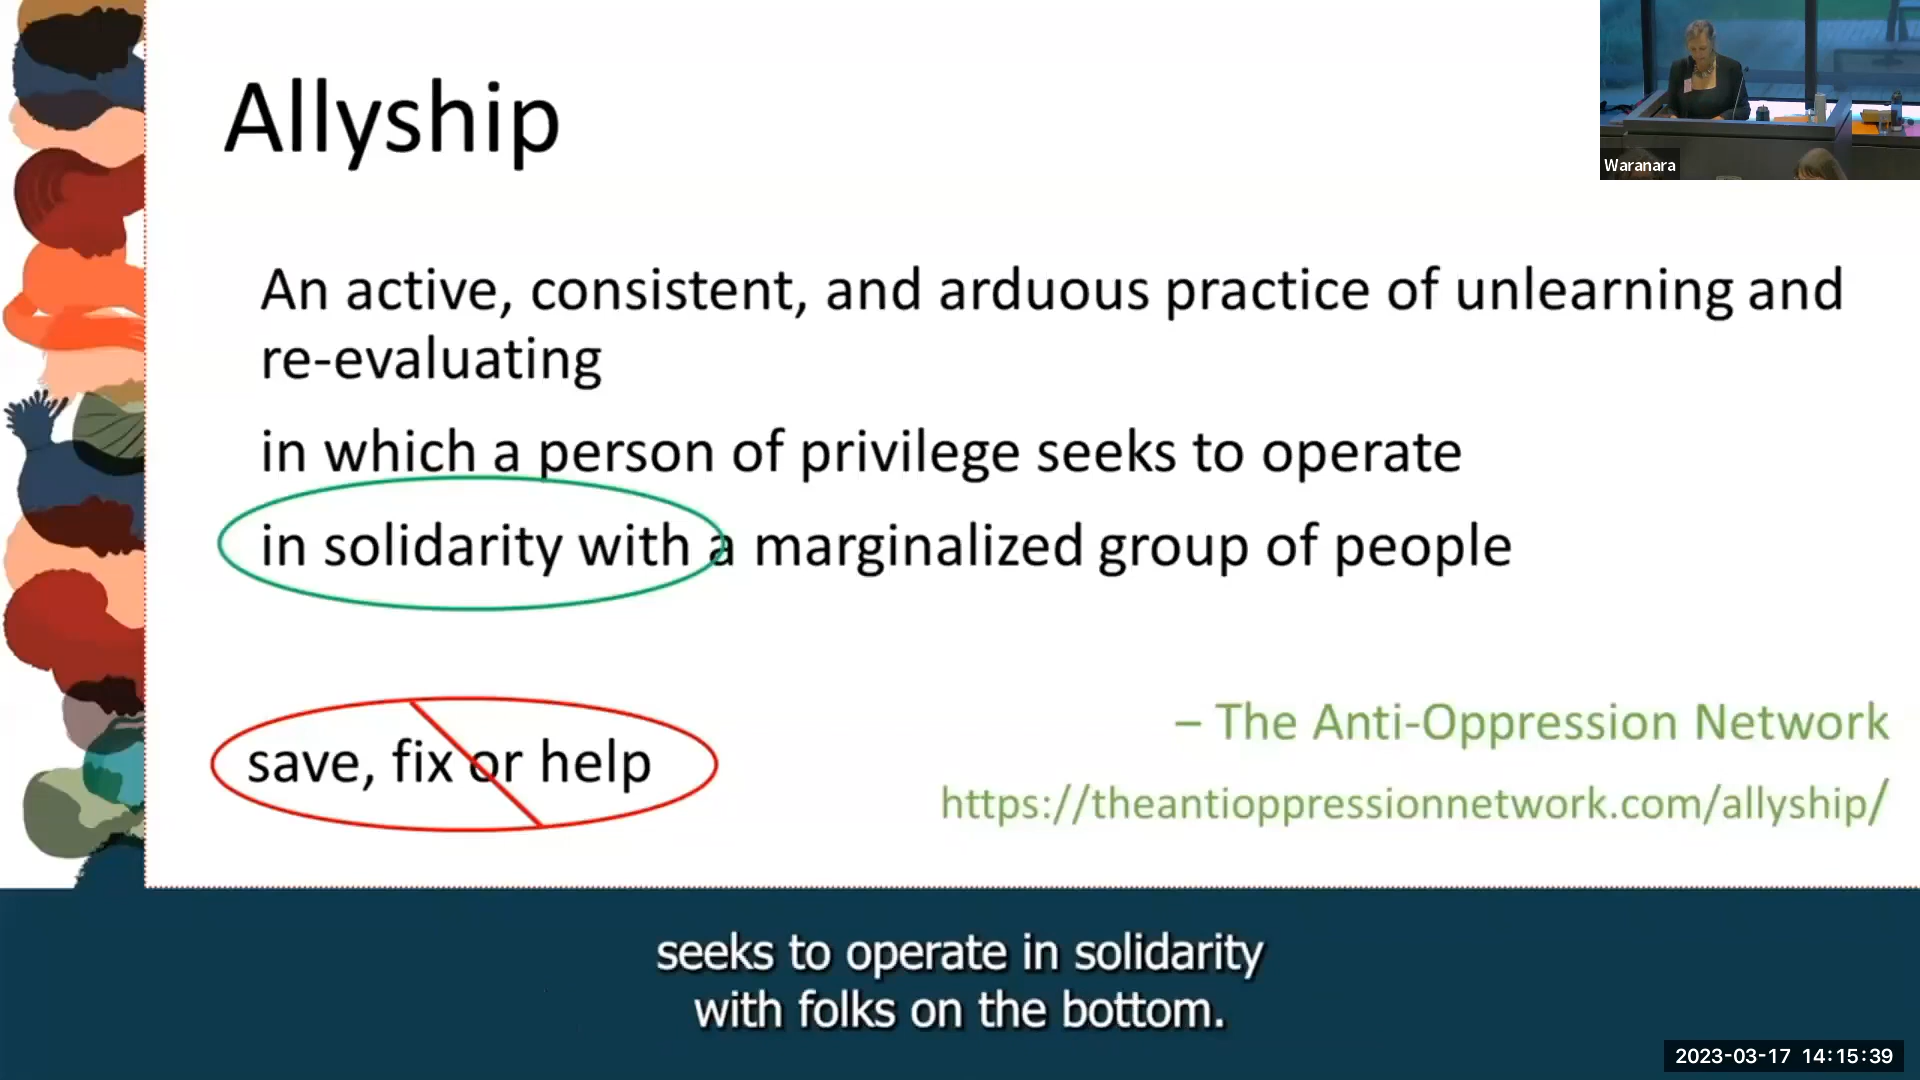 Allyship
Waranara
An active, consistent, and arduous practice of unlearning and
re-evaluating
in which a person of privilege seeks to operate
in solidarity with a marginalized group of people
save, fix or help
– The Anti-Oppression Network
https://theantioppressionnetwork.com/allyship/
seeks to operate in solidarity
with folks on the bottom.
2023-03-17 14:15:39